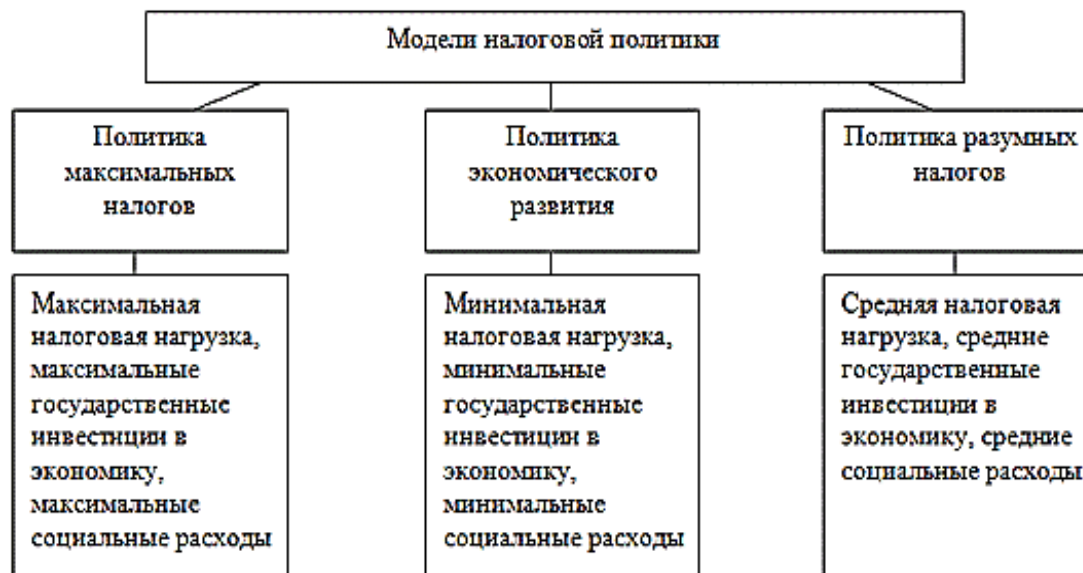 Модели налоговой политики
Политика
максимальных
налогов
Политика
экономического
развития
Политика разумных
налогов
Максимальная
налоговая нагрузка,
максимальные
государственные
инвестиции в
экономику,
максимальные
социальные расходы
Минимальная
налоговая нагрузка,
минимальные
государственные
инвестиции в
экономику,
минимальные
социальные расходы
Средняя налоговая
нагрузка, средние
государственные
инвестиции в
экономику, средние
социальные расходы